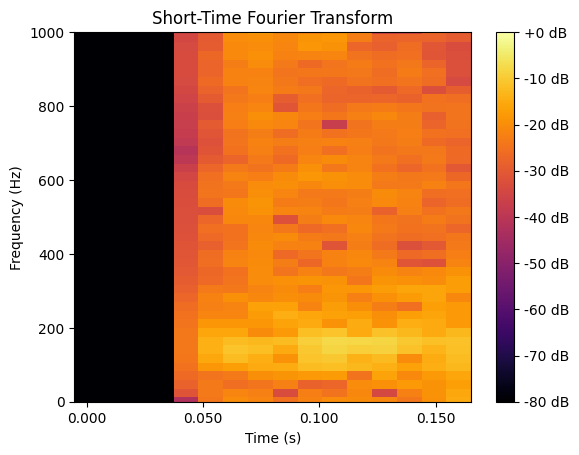 Short-Time Fourier Transform
1000
800
600
400
200
0
Frequency (Hz)
0.000
0.050
0.100
0.150
Time (s)
+0 dB
-10 dB
-20 dB
-30 dB
-40 dB
-50 dB
-60 dB
-70 dB
-80 dB